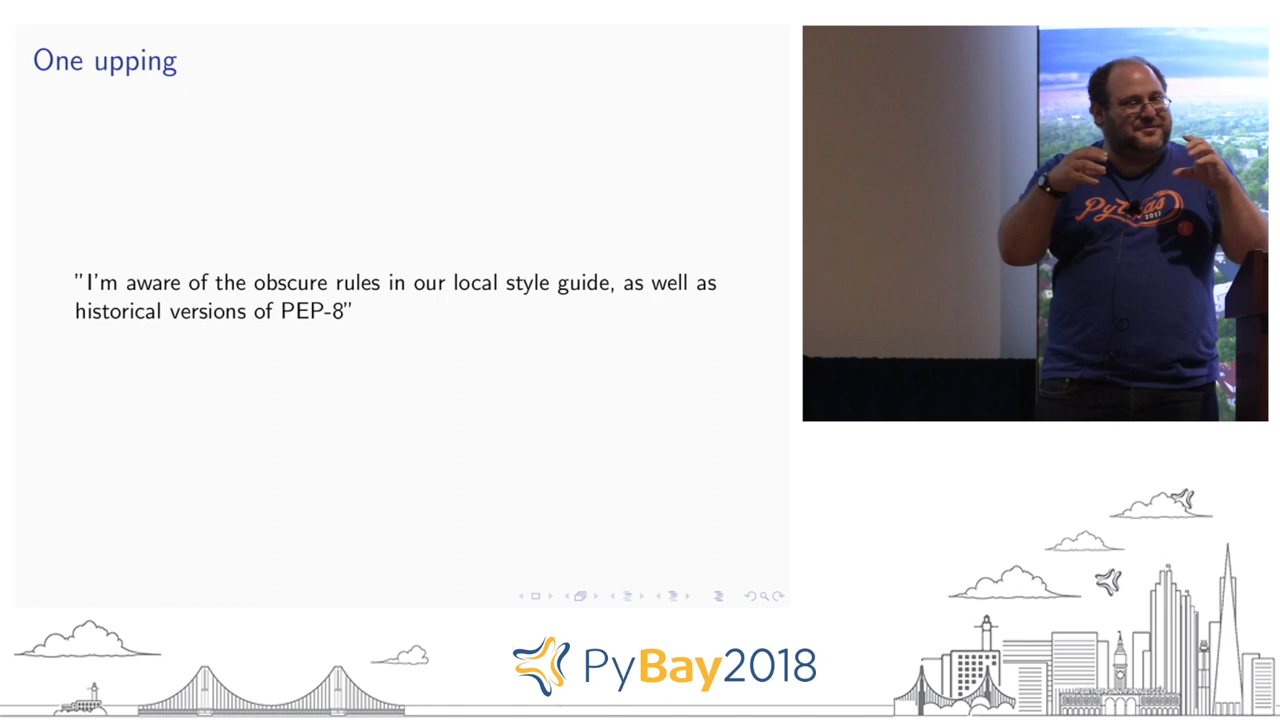 One upping
"I'm aware of the obscure rules in our local style guide, as well as
historical versions of PEP-8"
2017
PyBay2018